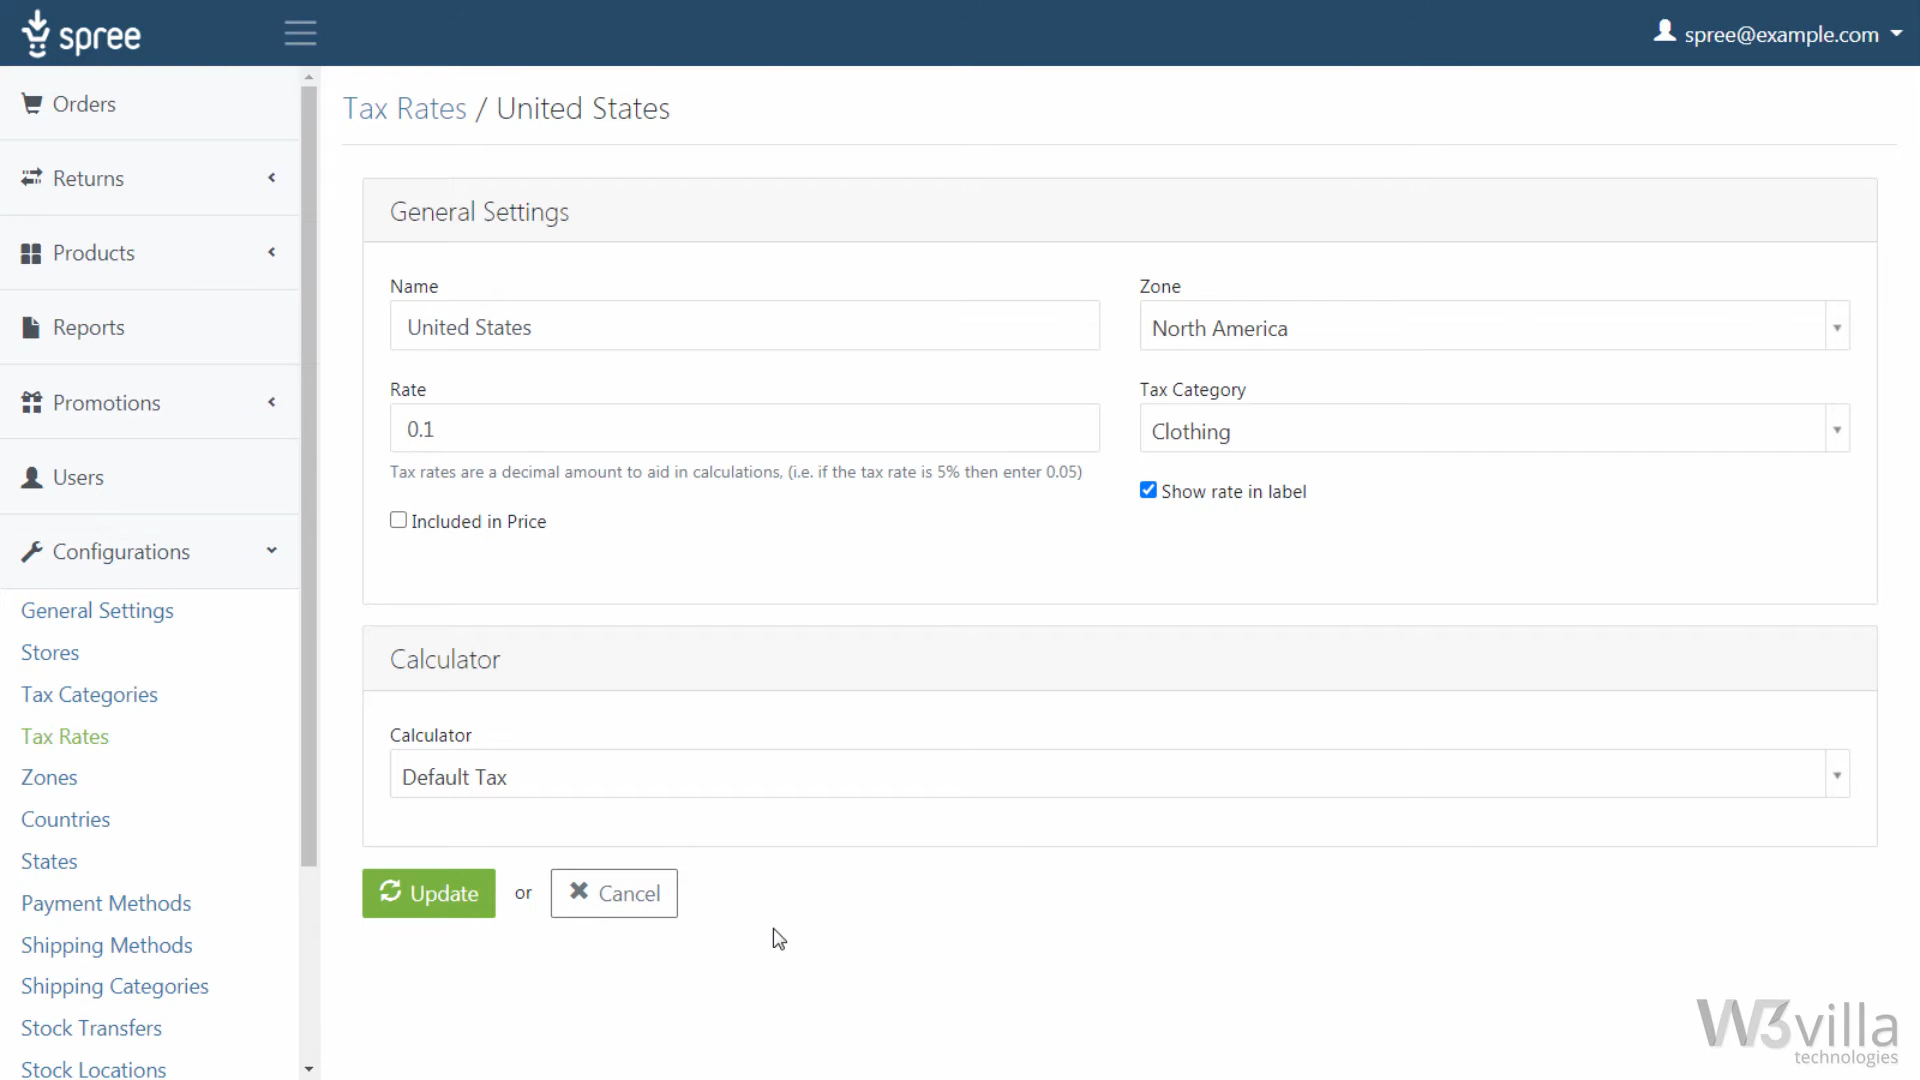 spree
spree@example.com
Orders
Returns
Products
Reports
Promotions
Users
Configurations
General Settings
Stores
Tax Categories
Tax Rates
Zones
Countries
States
Payment Methods
Shipping Methods
Shipping Categories
Stock Transfers
Stock Locations
Tax Rates / United States
General Settings
Name
United States
Zone
North America
Rate
0.1
Tax rates are a decimal amount to aid in calculations, (i.e. if the tax rate is 5% then enter 0.05)
Tax Category
Clothing
Show rate in label
Included in Price
Calculator
Calculator
Default Tax
Update or Cancel
W3villa
technologies